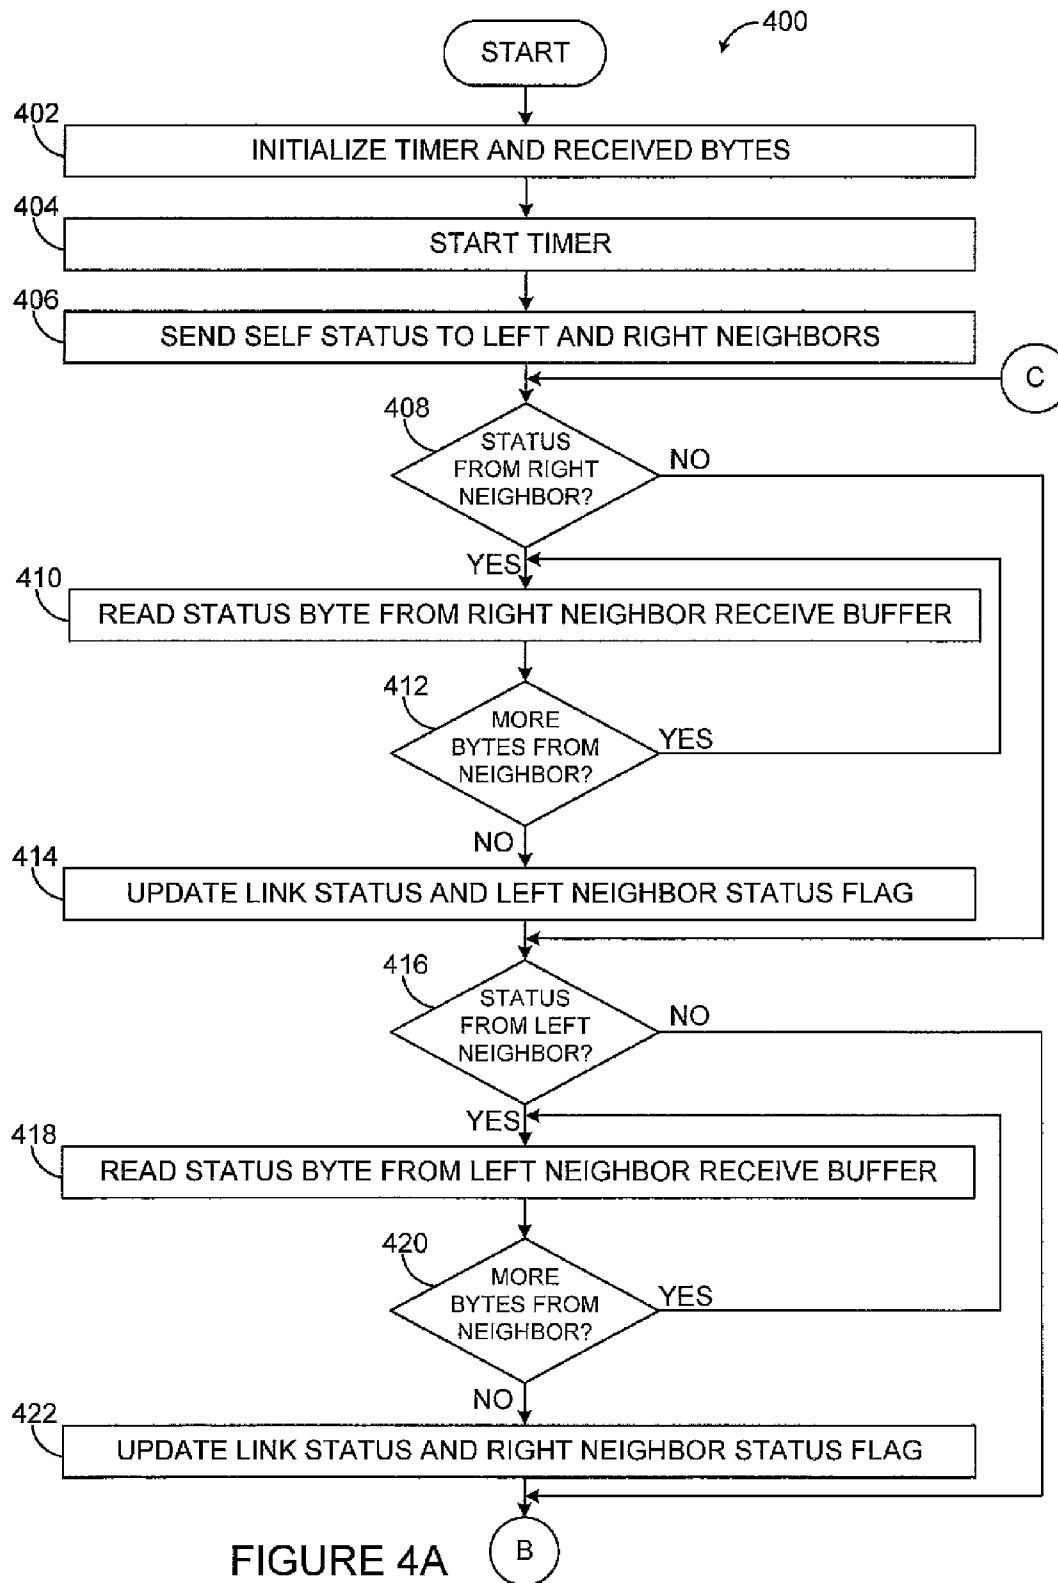 400
START
402
INITIALIZE TIMER AND RECEIVED BYTES
404
START TIMER
406
SEND SELF STATUS TO LEFT AND RIGHT NEIGHBORS
C
408
STATUS
FROM RIGHT
NEIGHBOR?
NO
YES
410
READ STATUS BYTE FROM RIGHT NEIGHBOR RECEIVE BUFFER
412
MORE
BYTES FROM
NEIGHBOR?
YES
NO
414
UPDATE LINK STATUS AND LEFT NEIGHBOR STATUS FLAG
416
STATUS
FROM LEFT
NEIGHBOR?
NO
YES
418
READ STATUS BYTE FROM LEFT NEIGHBOR RECEIVE BUFFER
420
MORE
BYTES FROM
NEIGHBOR?
YES
NO
422
UPDATE LINK STATUS AND RIGHT NEIGHBOR STATUS FLAG
B
FIGURE 4A